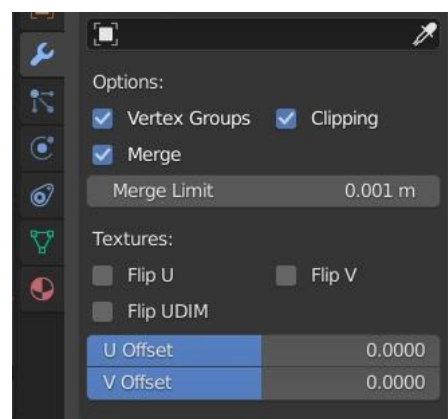 Options:
Vertex Groups Clipping
Merge
Merge Limit 0.001 m
Textures:
Flip U Flip V
Flip UDIM
U Offset 0.0000
V Offset 0.0000